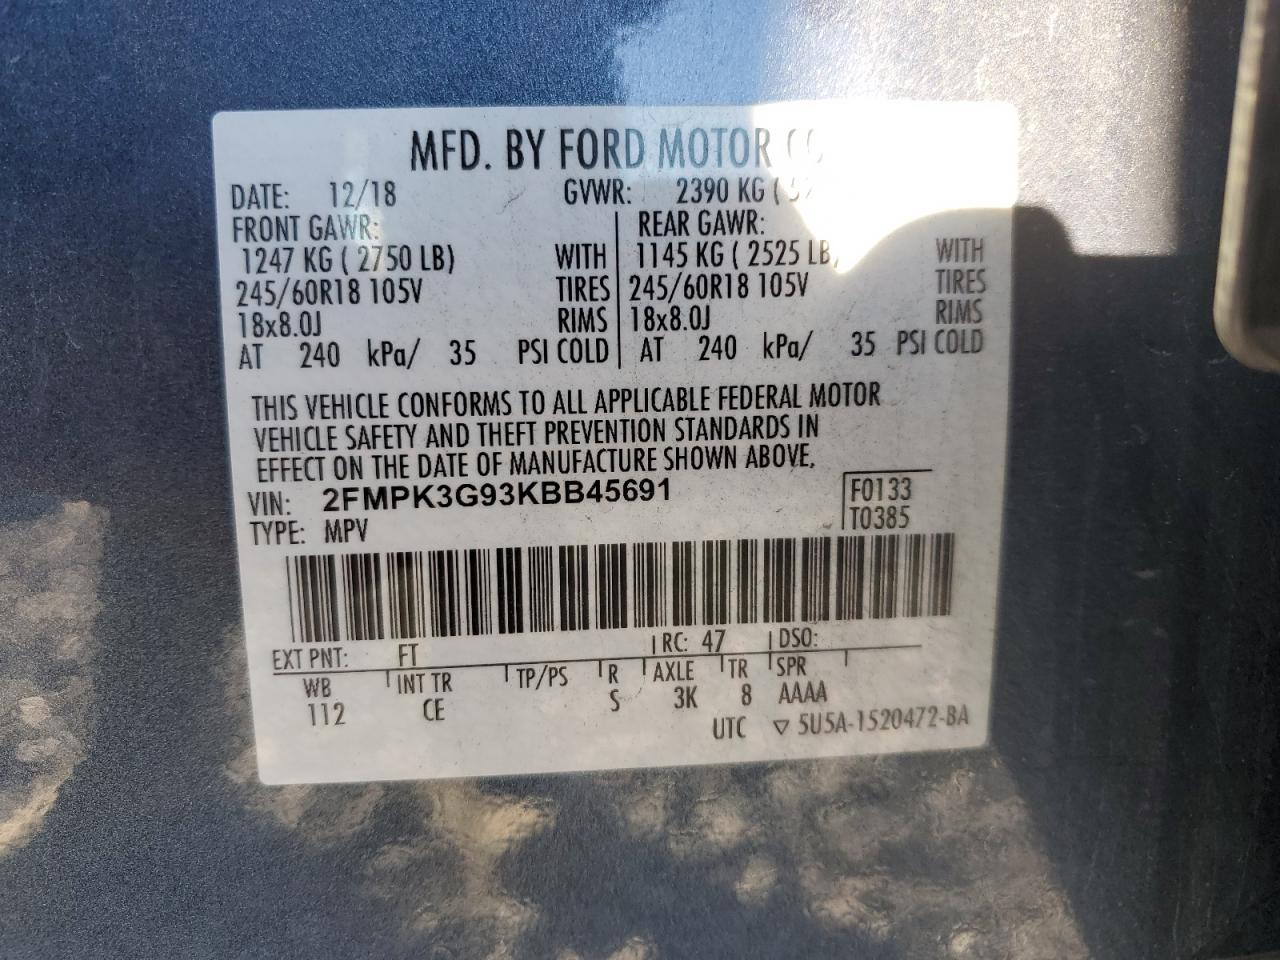 MFD. BY FORD MOTOR
DATE: 12/18 GVWR: 2390 KG (
FRONT GAWR: REAR GAWR:
1247 KG ( 2750 LB) WITH 1145 KG ( 2525 LB) WITH
245/60R18 105V TIRES 245/60R18 105V TIRES
18x8.0J RIMS 18x8.0J RIMS
AT 240 kPa/ 35 PSI COLD AT 240 kPa/ 35 PSI COLD
THIS VEHICLE CONFORMS TO ALL APPLICABLE FEDERAL MOTOR
VEHICLE SAFETY AND THEFT PREVENTION STANDARDS IN
EFFECT ON THE DATE OF MANUFACTURE SHOWN ABOVE.
VIN: 2FMPK3G93KBB45691 F0133
TYPE: MPV T0385
EXT PNT: FT RC: 47 DSO:
WB INT TR TP/PS R AXLE TR SPR
112 CE S 3K 8 AAAA
UTC ▽ 5U5A-1520472-BA